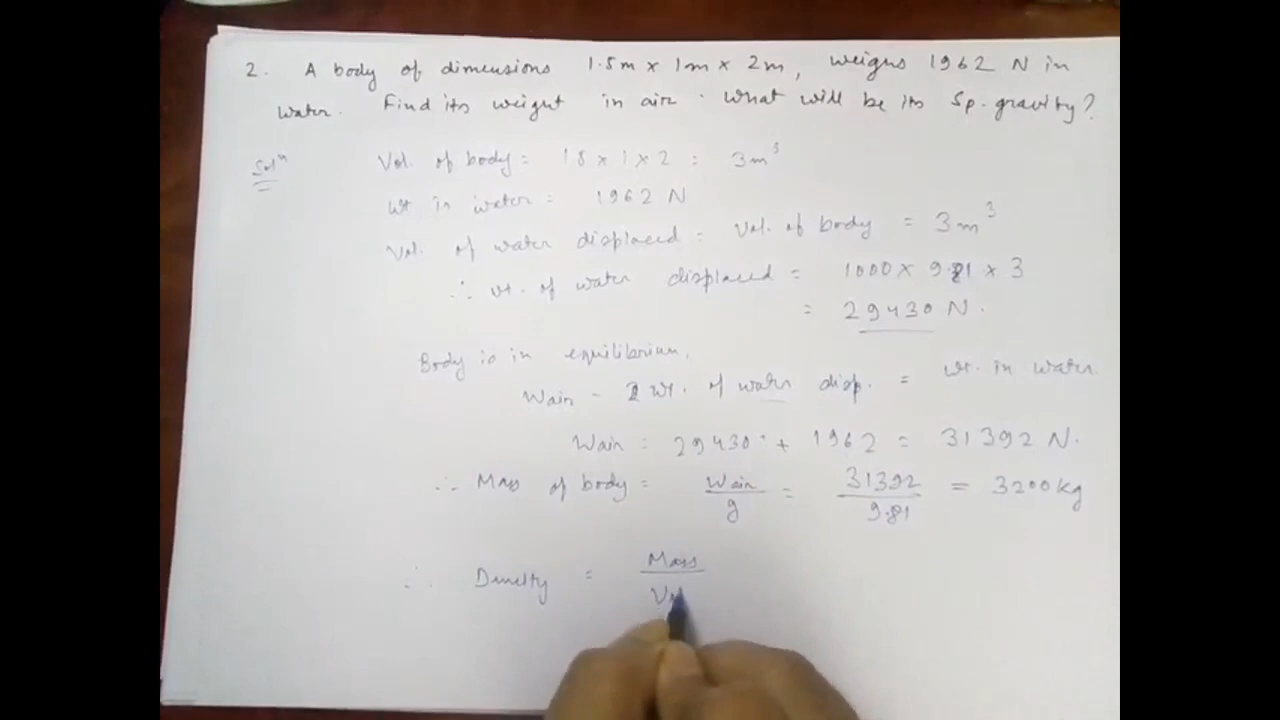 2. A body of dimensions 1.5m × 1m × 2m, weighs 1962 N in
water. Find its weight in air. What will be its Sp. gravity?
Solⁿ
Vol. of body = 1.5 × 1 × 2 = 3m³
Wt in water = 1962 N
Vol. of water displaced = Vol. of body = 3m³
∴ wt. of water displaced = 1000 × 9.81 × 3
= 29430 N.
Body is in equilibrium,
Wair - wt. of water disp. = wt. in water
Wair = 29430 + 1962 = 31392 N.
∴ Mass of body = Wair / g = 31392 / 9.81 = 3200 kg
∴ Density = Mass / Vol